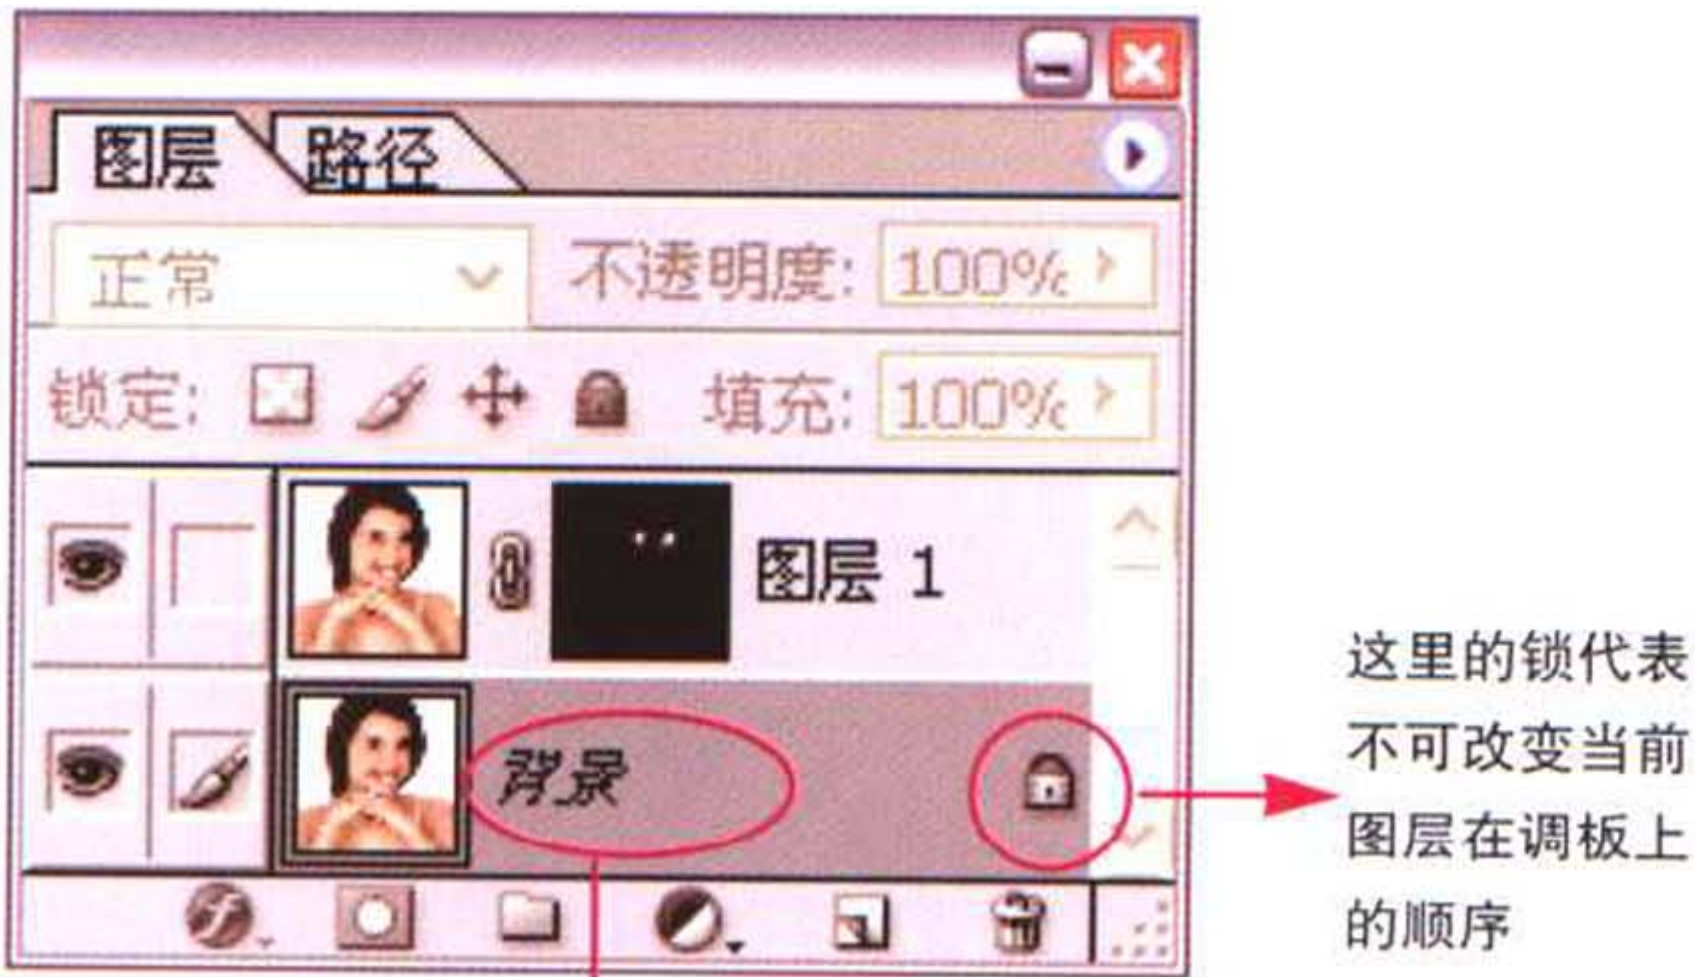 图层 路径
正常 不透明度: 100%
锁定: 填充: 100%
图层 1
背景
这里的锁代表
不可改变当前
图层在调板上
的顺序